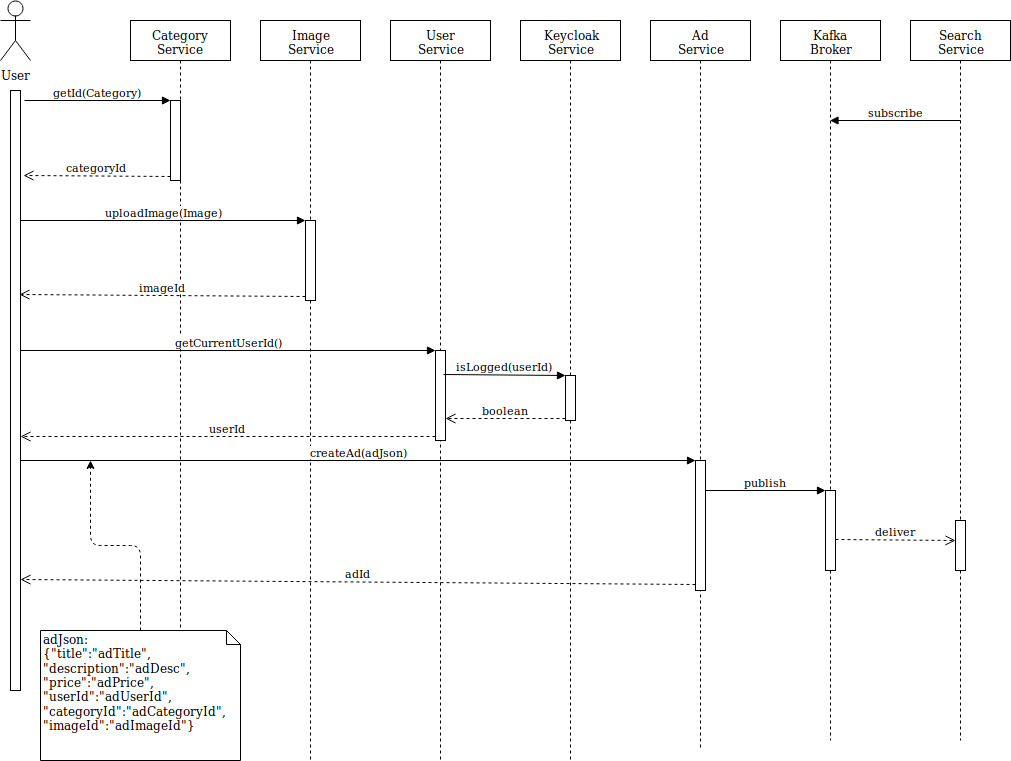 User
Category
Service
Image
Service
User
Service
Keycloak
Service
Ad
Service
Kafka
Broker
Search
Service
getId(Category)
subscribe
categoryId
uploadImage(Image)
imageId
getCurrentUserId()
isLogged(userId)
boolean
userId
createAd(adJson)
publish
deliver
adId
adJson:
{"title":"adTitle",
"description":"adDesc",
"price":"adPrice",
"userId":"adUserId",
"categoryId":"adCategoryId",
"imageId":"adImageId"}